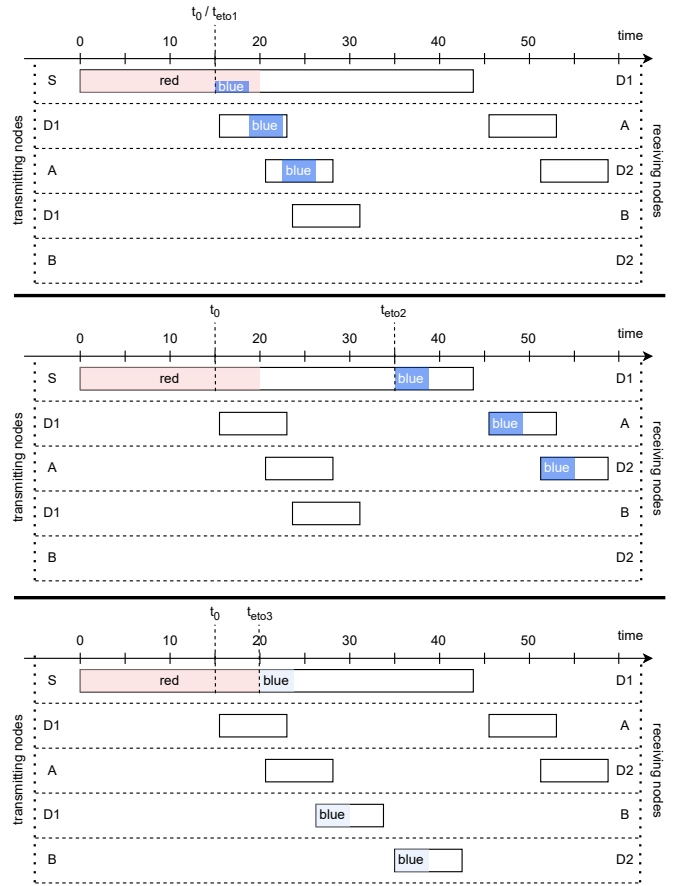 t0 / teto1
0 10 20 30 40 50 time
S red blue D1
D1 blue A
A blue D2
D1 B
B D2
transmitting nodes
receiving nodes
t0 teto2
0 10 20 30 40 50 time
S red blue D1
D1 blue A
A blue D2
D1 B
B D2
transmitting nodes
receiving nodes
t0 teto3
0 10 20 30 40 50 time
S red blue D1
D1 A
A D2
D1 blue B
B blue D2
transmitting nodes
receiving nodes